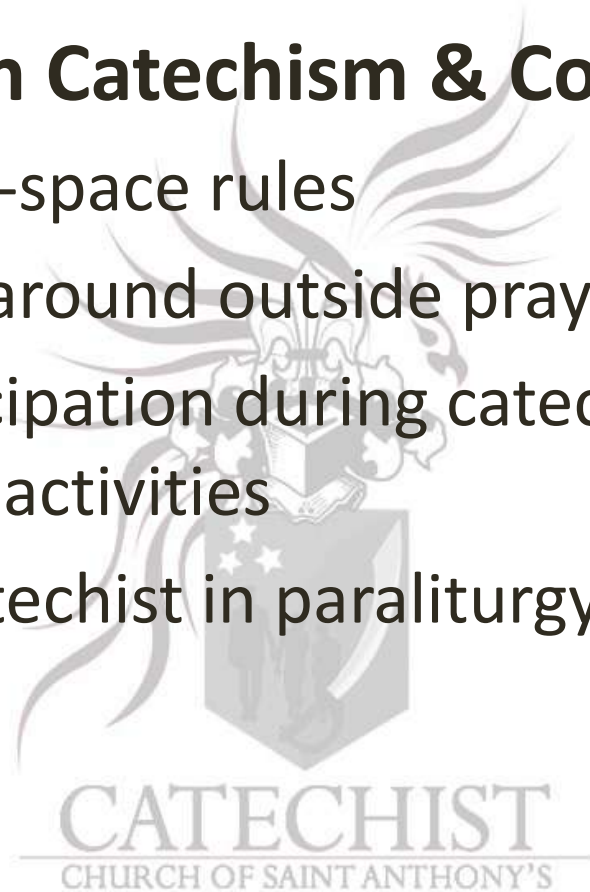 n Catechism & Co
-space rules
around outside pray
cipation during catec
activities
techist in paraliturgy
CATECHIST
CHURCH OF SAINT ANTHONY'S